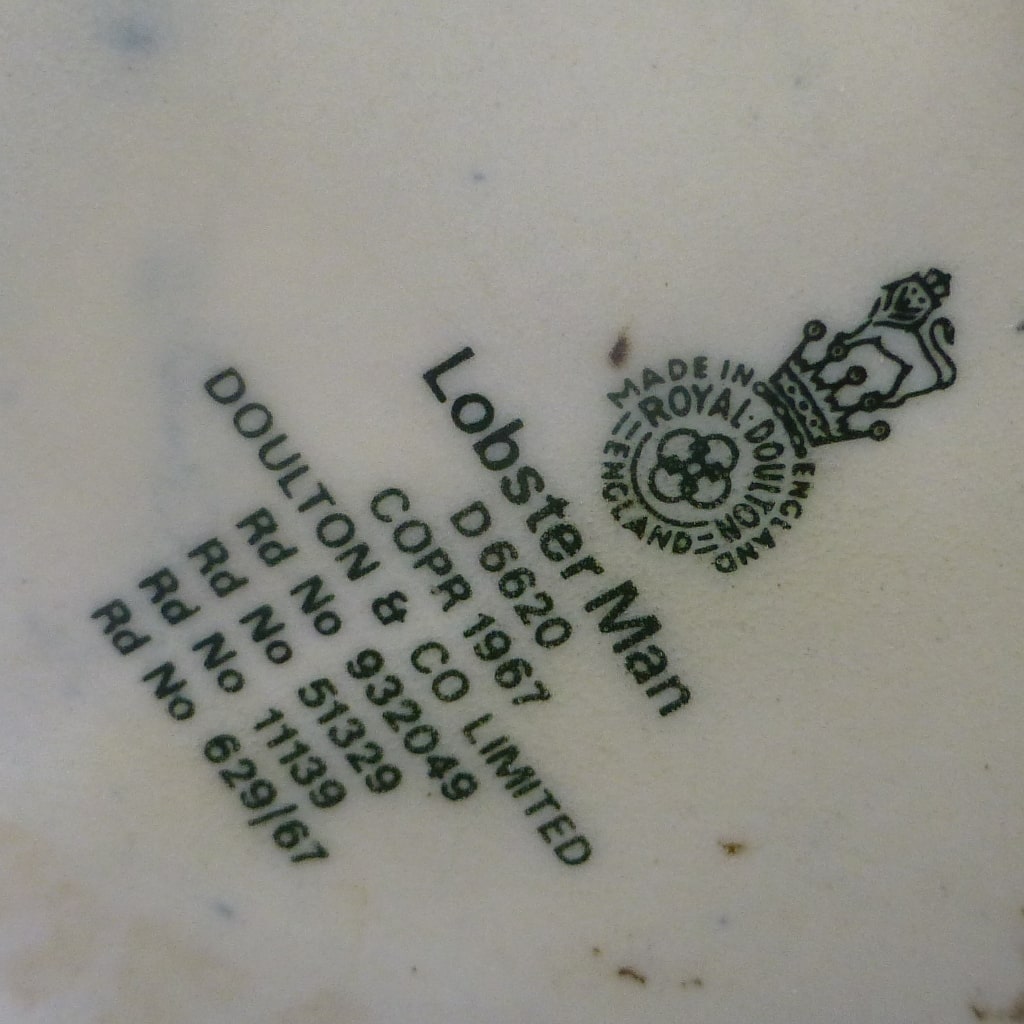 MADE IN ENGLAND
ROYAL·DOULTON
ENGLAND
Lobster Man
D 6620
COPR 1967
DOULTON & CO LIMITED
Rd No 932049
Rd No 51329
Rd No 11139
Rd No 629/67